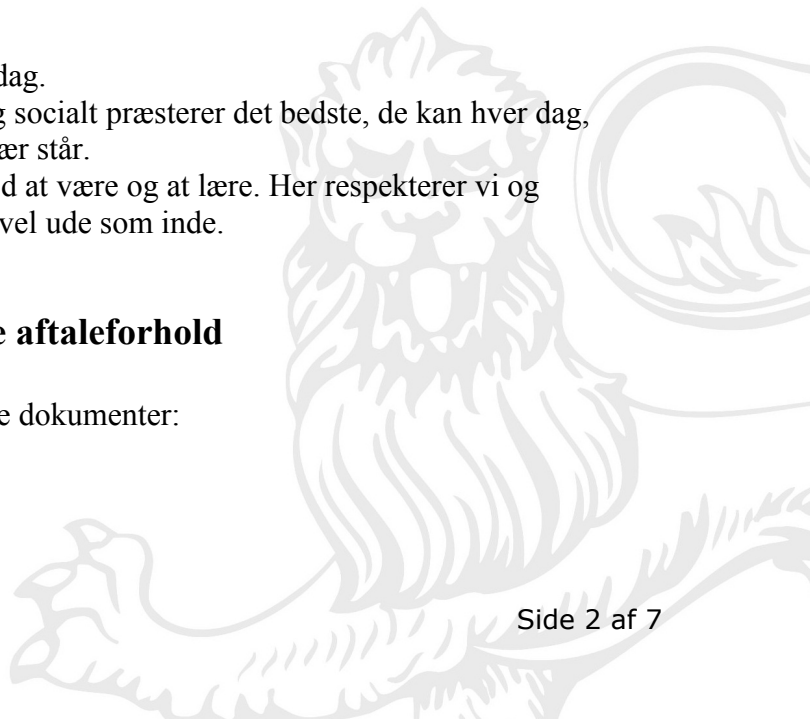 dag.
g socialt præsterer det bedste, de kan hver dag,
ær står.
d at være og at lære. Her respekterer vi og
vel ude som inde.
e aftaleforhold
e dokumenter:
Side 2 af 7